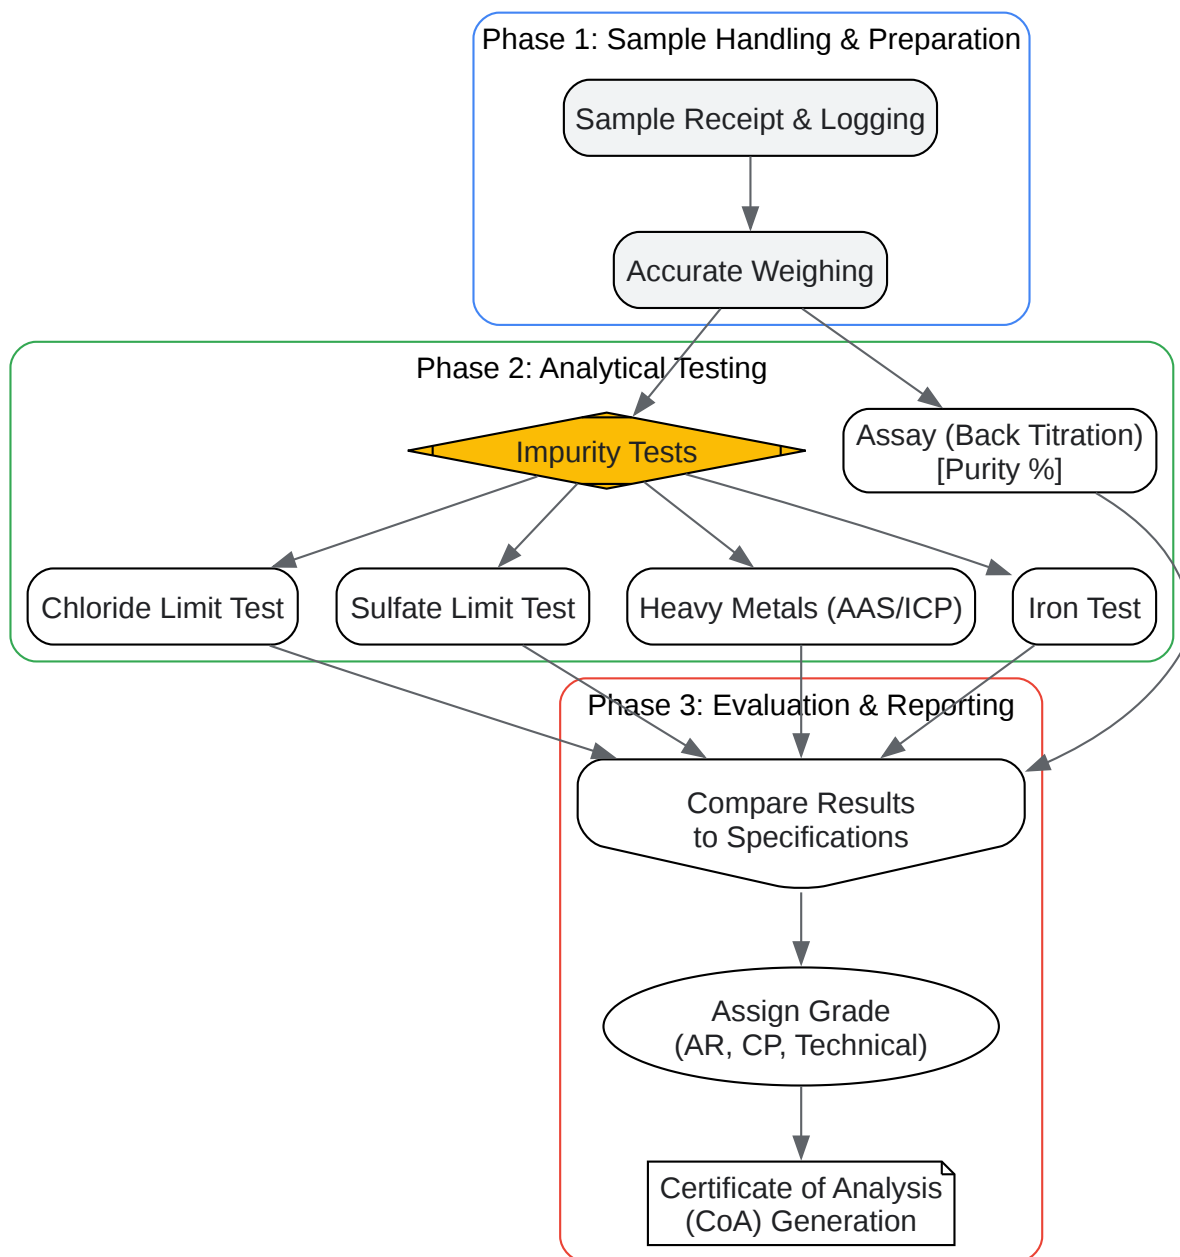 Phase 1: Sample Handling & Preparation
Sample Receipt & Logging
Accurate Weighing
Phase 2: Analytical Testing
Impurity Tests
Assay (Back Titration)
[Purity %]
Chloride Limit Test
Sulfate Limit Test
Heavy Metals (AAS/ICP)
Iron Test
Phase 3: Evaluation & Reporting
Compare Results
to Specifications
Assign Grade
(AR, CP, Technical)
Certificate of Analysis
(CoA) Generation